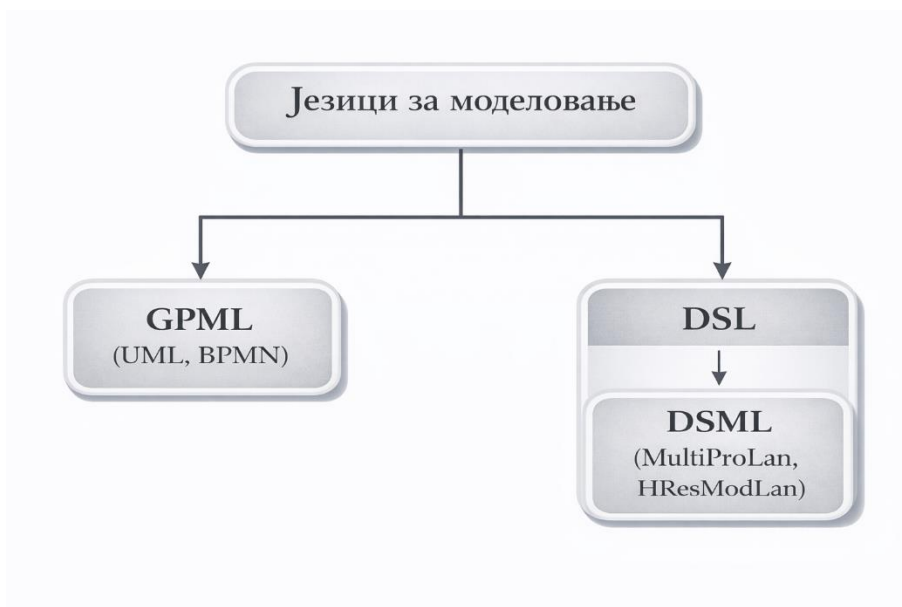 Језици за моделовање
GPML
(UML, BPMN)
DSL
DSML
(MultiProLan,
HResModLan)